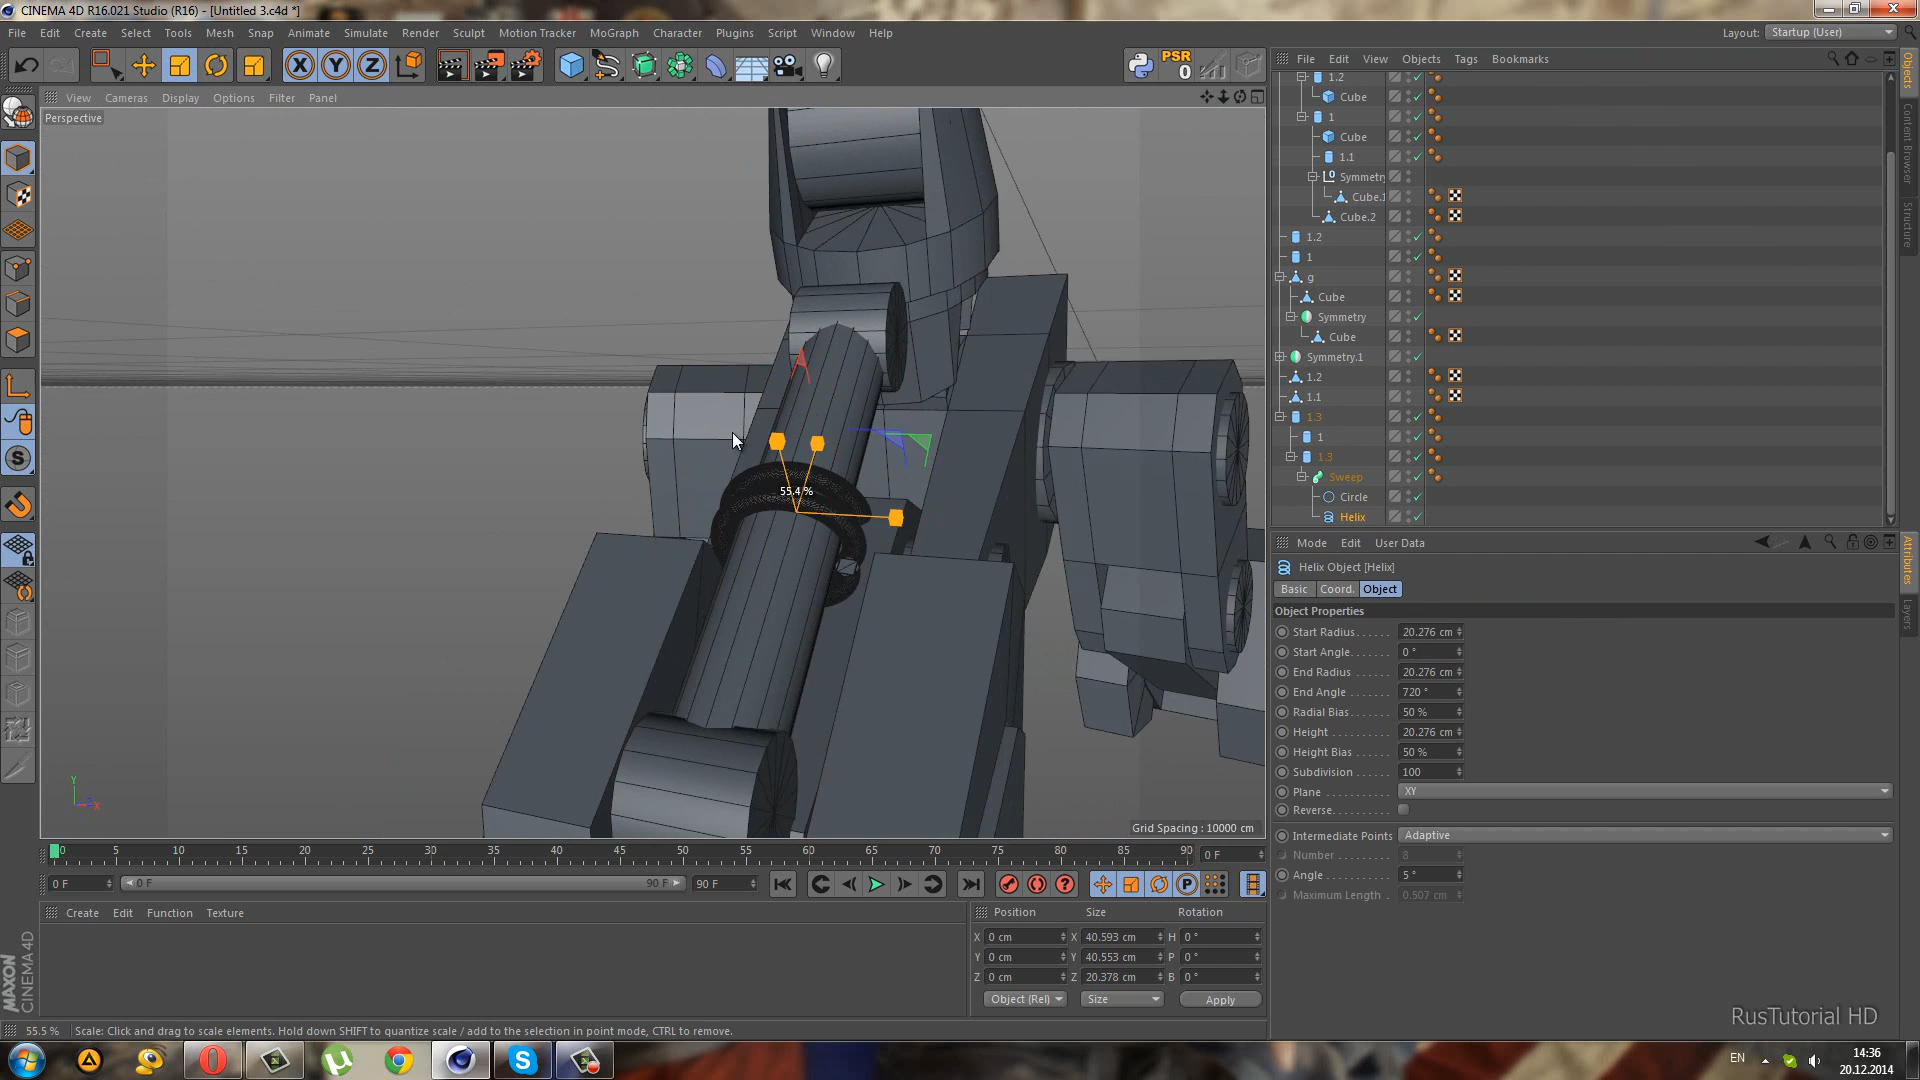 CINEMA 4D R16.021 Studio (R16) - [Untitled 3.c4d *]
File Edit Create Select Tools Mesh Snap Animate Simulate Render Sculpt Motion Tracker MoGraph Character Plugins Script Window Help
Layout: Startup (User)
PSR
0
X Y Z
File Edit View Objects Tags Bookmarks
View Cameras Display Options Filter Panel
Perspective
1.2
Cube
1
Cube
1.1
Symmetry
Cube.1
Cube.2
1.2
1
g
Cube
Symmetry
Cube
Symmetry.1
1.2
1.1
1.3
1
1.3
Sweep
Circle
Helix
Objects
Content Browser
Structure
55.4 %
Grid Spacing : 10000 cm
Mode Edit User Data
Helix Object [Helix]
Basic Coord. Object
Object Properties
Start Radius...... 20.276 cm
Start Angle....... 0 °
End Radius ...... 20.276 cm
End Angle ....... 720 °
Radial Bias....... 50 %
Height .......... 20.276 cm
Height Bias ...... 50 %
Subdivision ...... 100
Plane ........... XY
Reverse..........
Intermediate Points Adaptive
Number ......... 8
Angle ........... 5 °
Maximum Length . 0.507 cm
Attributes
Layers
0 5 10 15 20 25 30 35 40 45 50 55 60 65 70 75 80 85 90 0 F
0 F 0 F 90 F 90 F
Create Edit Function Texture
Position Size Rotation
X 0 cm X 40.593 cm H 0 °
Y 0 cm Y 40.553 cm P 0 °
Z 0 cm Z 20.378 cm B 0 °
Object (Rel) Size Apply
MAXON
CINEMA 4D
RusTutorial HD
55.5 % Scale: Click and drag to scale elements. Hold down SHIFT to quantize scale / add to the selection in point mode, CTRL to remove.
EN
14:36
20.12.2014